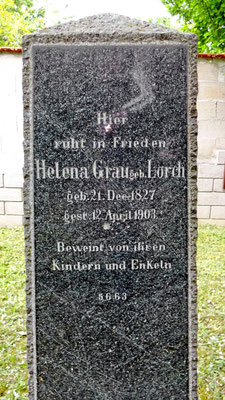 Hier
ruht in Frieden
Helena Grau geb. Lorch
geb. 21. Dec. 1827
gest. 12. April 1903.
Beweint von ihren
Kindern und Enkeln
5663